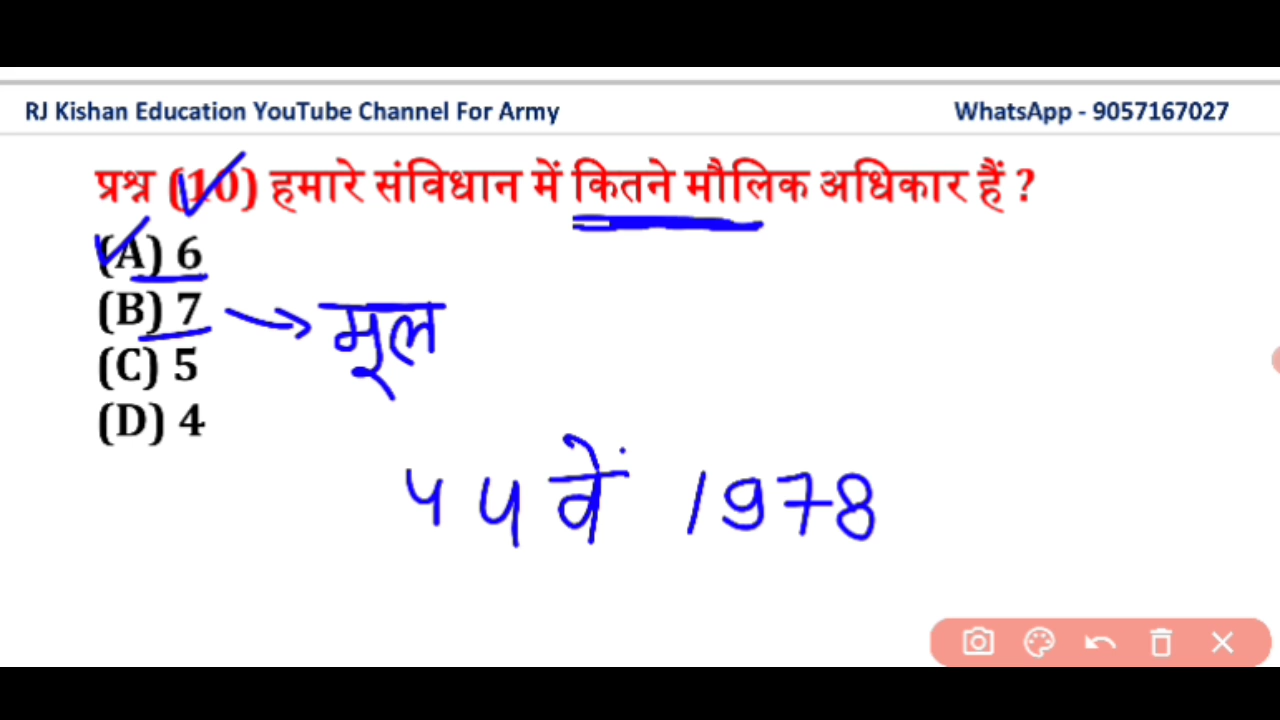 RJ Kishan Education YouTube Channel For Army WhatsApp - 9057167027
प्रश्न (10) हमारे संविधान में कितने मौलिक अधिकार हैं ?
(A) 6
(B) 7 → मूल
(C) 5
(D) 4
44 वें 1978